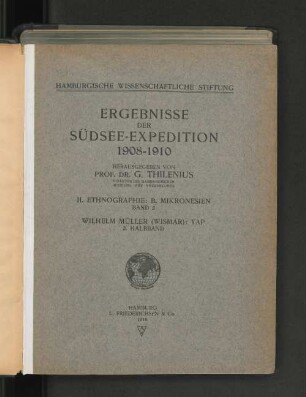 HAMBURGISCHE WISSENSCHAFTLICHE STIFTUNG
ERGEBNISSE
DER
SÜDSEE-EXPEDITION
1908-1910
HERAUSGEGEBEN VON
PROF. DR. G. THILENIUS
II. ETHNOGRAPHIE: B. MIKRONESIEN
BAND 2
WILHELM MÜLLER (WISMAR): YAP
2. HALBBAND
HAMBURG
L. FRIEDERICHSEN & Co.
1918